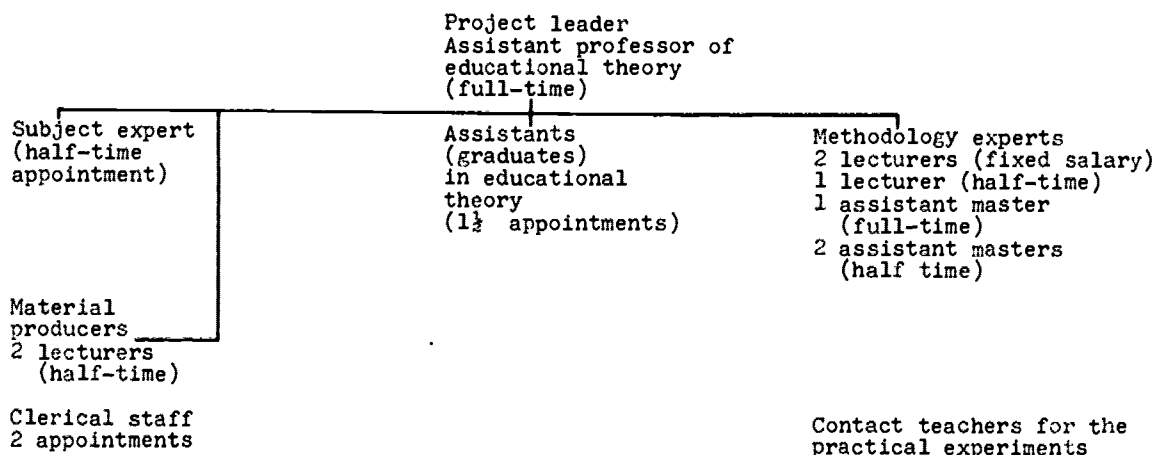 Project leader
Assistant professor of
educational theory
(full-time)
Subject expert
(half-time
appointment)
Assistants
(graduates)
in educational
theory
(1½ appointments)
Methodology experts
2 lecturers (fixed salary)
1 lecturer (half-time)
1 assistant master
(full-time)
2 assistant masters
(half time)
Material
producers
2 lecturers
(half-time)
Clerical staff
2 appointments
Contact teachers for the
practical experiments